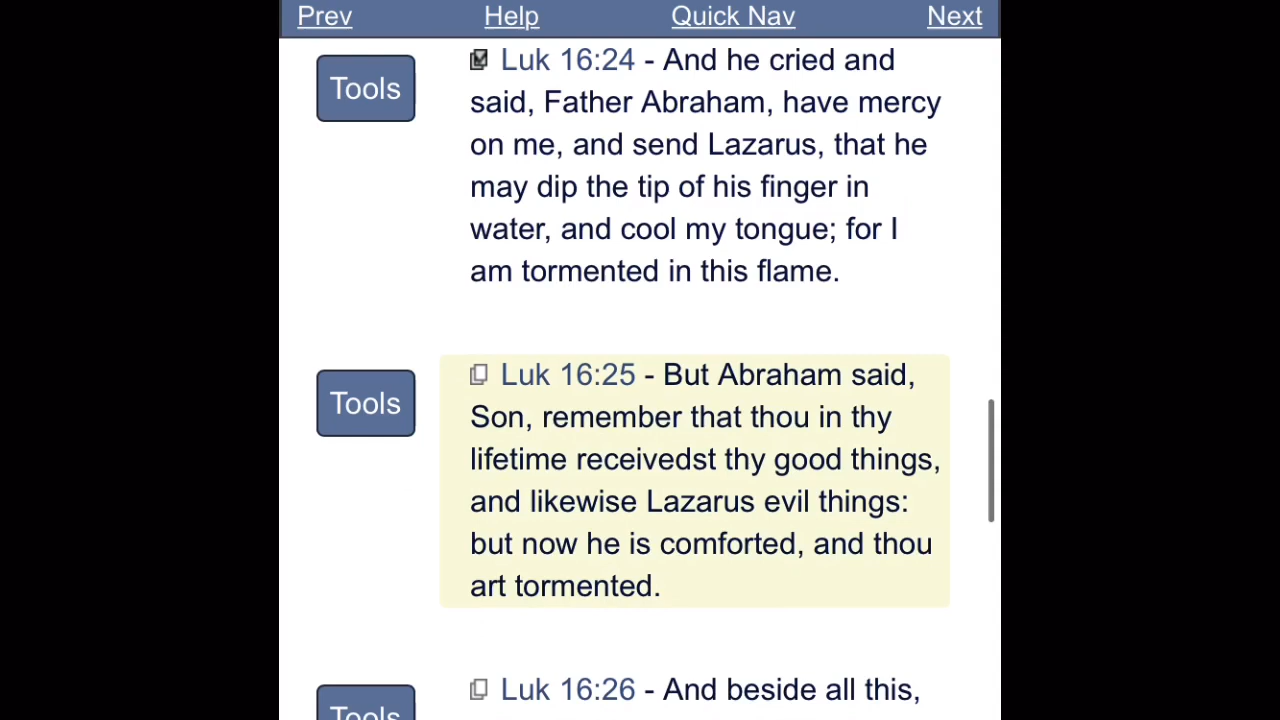 Prev Help Quick Nav Next
Tools
Luk 16:24 - And he cried and
said, Father Abraham, have mercy
on me, and send Lazarus, that he
may dip the tip of his finger in
water, and cool my tongue; for I
am tormented in this flame.
Tools
Luk 16:25 - But Abraham said,
Son, remember that thou in thy
lifetime receivedst thy good things,
and likewise Lazarus evil things:
but now he is comforted, and thou
art tormented.
Tools
Luk 16:26 - And beside all this,